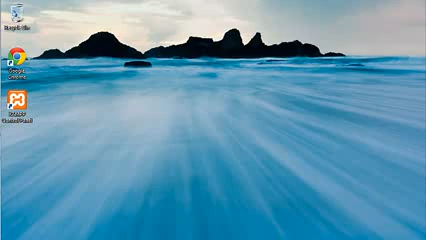 Recycle Bin
Google
Chrome
XAMPP
Control Panel